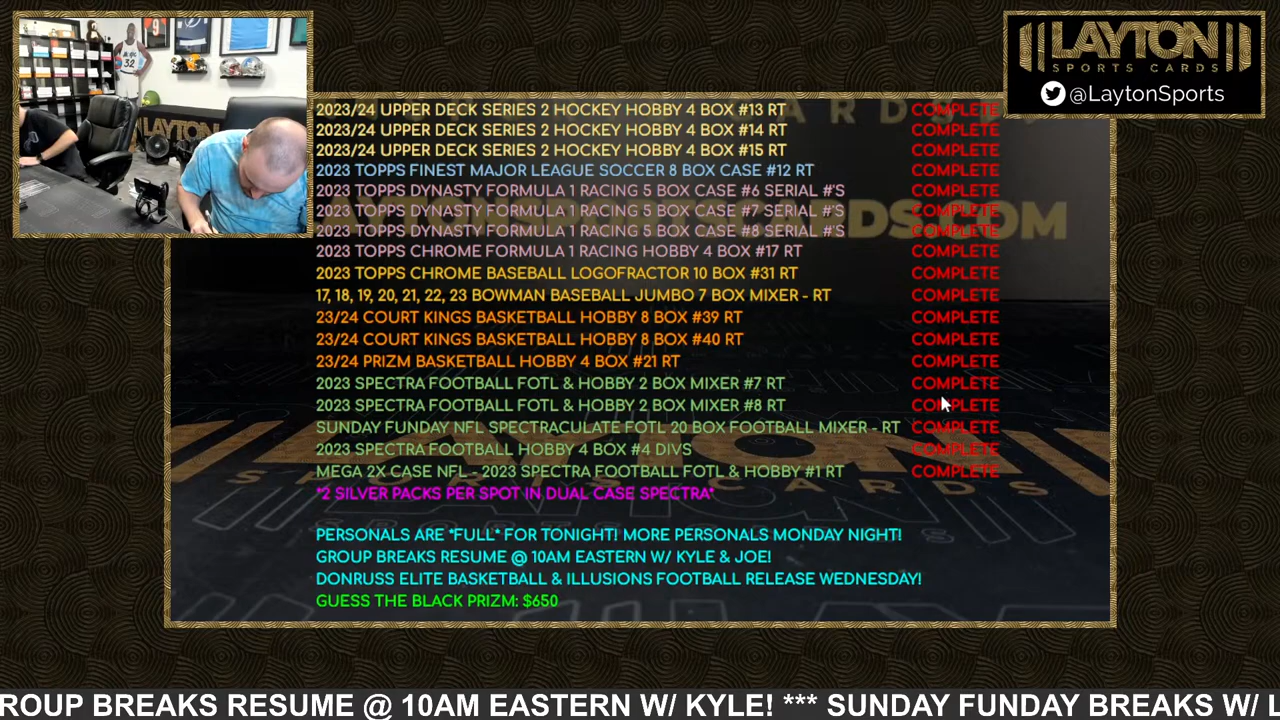 LAYTON
SPORTS CARDS
@LaytonSports
32
LAYTON
2023/24 UPPER DECK SERIES 2 HOCKEY HOBBY 4 BOX #13 RT COMPLETE
2023/24 UPPER DECK SERIES 2 HOCKEY HOBBY 4 BOX #14 RT COMPLETE
2023/24 UPPER DECK SERIES 2 HOCKEY HOBBY 4 BOX #15 RT COMPLETE
2023 TOPPS FINEST MAJOR LEAGUE SOCCER 8 BOX CASE #12 RT COMPLETE
2023 TOPPS DYNASTY FORMULA 1 RACING 5 BOX CASE #6 SERIAL #'S COMPLETE
2023 TOPPS DYNASTY FORMULA 1 RACING 5 BOX CASE #7 SERIAL #'S COMPLETE
2023 TOPPS DYNASTY FORMULA 1 RACING 5 BOX CASE #8 SERIAL #'S COMPLETE
2023 TOPPS CHROME FORMULA 1 RACING HOBBY 4 BOX #17 RT COMPLETE
2023 TOPPS CHROME BASEBALL LOGOFRACTOR 10 BOX #31 RT COMPLETE
17, 18, 19, 20, 21, 22, 23 BOWMAN BASEBALL JUMBO 7 BOX MIXER - RT COMPLETE
23/24 COURT KINGS BASKETBALL HOBBY 8 BOX #39 RT COMPLETE
23/24 COURT KINGS BASKETBALL HOBBY 8 BOX #40 RT COMPLETE
23/24 PRIZM BASKETBALL HOBBY 4 BOX #21 RT COMPLETE
2023 SPECTRA FOOTBALL FOTL & HOBBY 2 BOX MIXER #7 RT COMPLETE
2023 SPECTRA FOOTBALL FOTL & HOBBY 2 BOX MIXER #8 RT COMPLETE
SUNDAY FUNDAY NFL SPECTRACULATE FOTL 20 BOX FOOTBALL MIXER - RT COMPLETE
2023 SPECTRA FOOTBALL HOBBY 4 BOX #4 DIVS COMPLETE
MEGA 2X CASE NFL - 2023 SPECTRA FOOTBALL FOTL & HOBBY #1 RT COMPLETE
*2 SILVER PACKS PER SPOT IN DUAL CASE SPECTRA*
PERSONALS ARE *FULL* FOR TONIGHT! MORE PERSONALS MONDAY NIGHT!
GROUP BREAKS RESUME @ 10AM EASTERN W/ KYLE & JOE!
DONRUSS ELITE BASKETBALL & ILLUSIONS FOOTBALL RELEASE WEDNESDAY!
GUESS THE BLACK PRIZM: $650
ROUP BREAKS RESUME @ 10AM EASTERN W/ KYLE! *** SUNDAY FUNDAY BREAKS W/ L